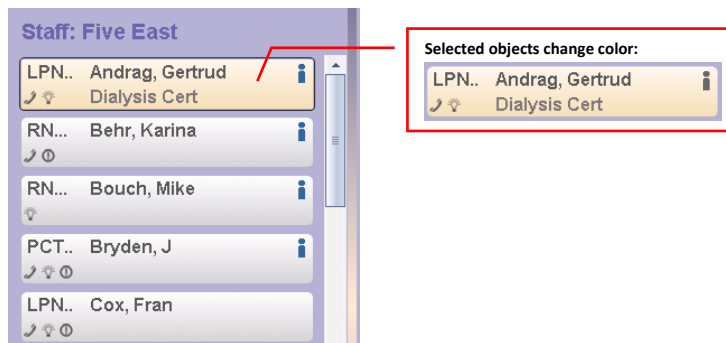 Staff: Five East
LPN.. Andrag, Gertrud
Dialysis Cert
RN... Behr, Karina
RN... Bouch, Mike
PCT.. Bryden, J
LPN.. Cox, Fran
Selected objects change color:
LPN.. Andrag, Gertrud
Dialysis Cert